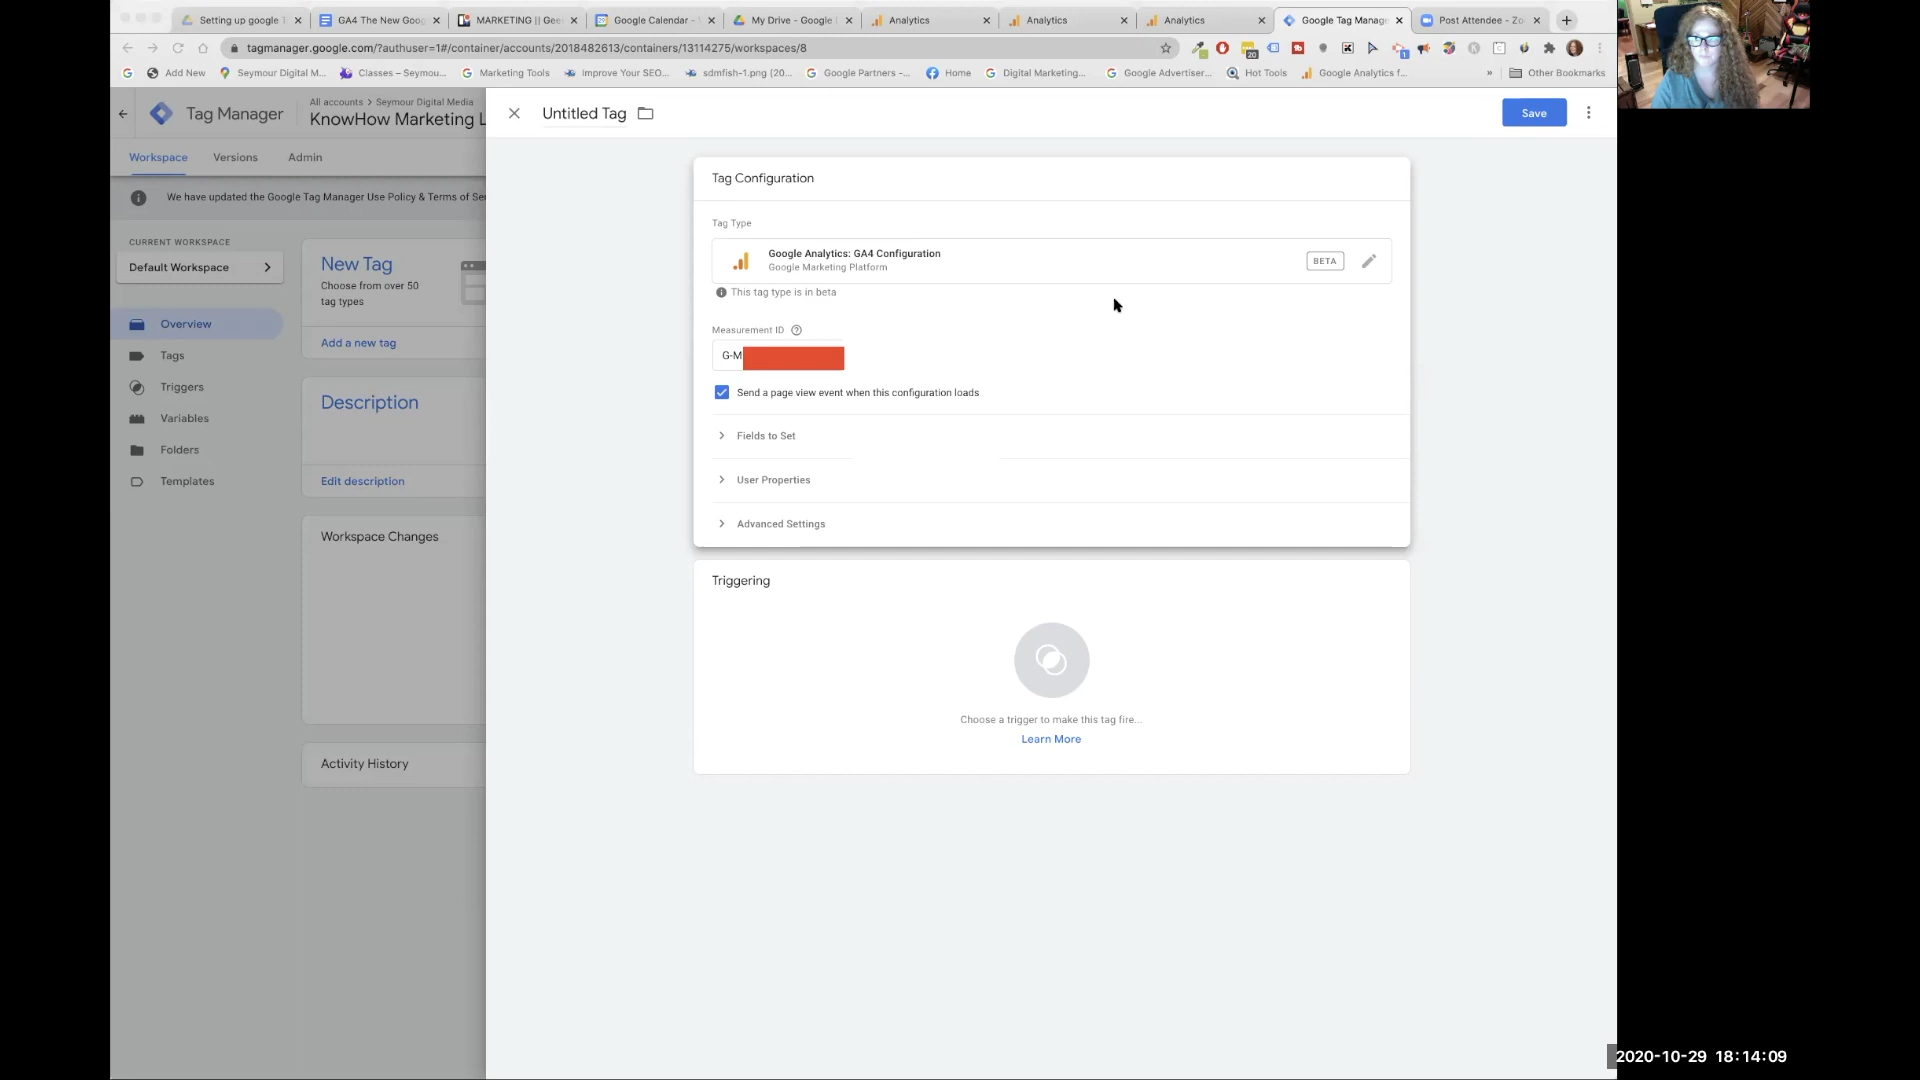 Setting up google
GA4 The New Goog
MARKETING || Gee
Google Calendar -
My Drive - Google
Analytics
Analytics
Analytics
Google Tag Manage
Post Attendee - Zo
tagmanager.google.com/?authuser=1#/container/accounts/2018482613/containers/13114275/workspaces/8
20
1
Add New
Seymour Digital M...
Classes – Seymou...
Marketing Tools
Improve Your SEO...
sdmfish-1.png (20...
Google Partners -...
Home
Digital Marketing...
Google Advertiser...
Hot Tools
Google Analytics f...
»
Other Bookmarks
Tag Manager
All accounts > Seymour Digital Media
KnowHow Marketing L
Untitled Tag
Save
Workspace
Versions
Admin
We have updated the Google Tag Manager Use Policy & Terms of Se
CURRENT WORKSPACE
Default Workspace
Overview
Tags
Triggers
Variables
Folders
Templates
New Tag
Choose from over 50
tag types
Add a new tag
Description
Edit description
Workspace Changes
Activity History
Tag Configuration
Tag Type
Google Analytics: GA4 Configuration
Google Marketing Platform
BETA
This tag type is in beta
Measurement ID
G-M
Send a page view event when this configuration loads
Fields to Set
User Properties
Advanced Settings
Triggering
Choose a trigger to make this tag fire...
Learn More
2020-10-29 18:14:09